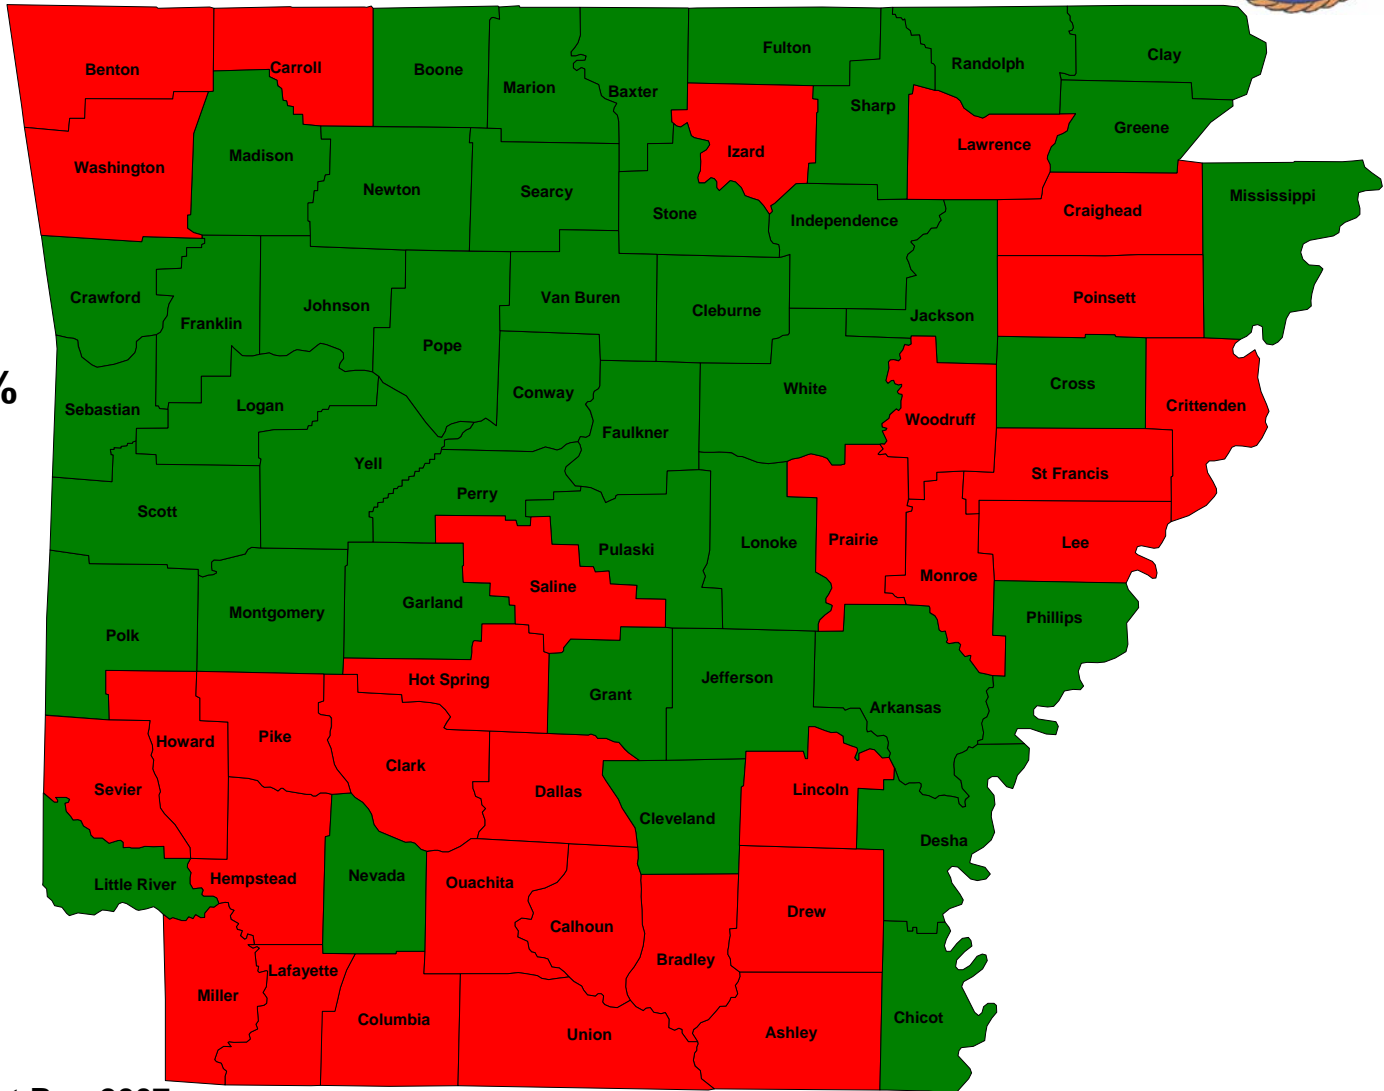 Benton
Carroll
Boone
Marion
Baxter
Fulton
Randolph
Clay
Sharp
Greene
Izard
Lawrence
Washington
Madison
Newton
Searcy
Stone
Independence
Craighead
Mississippi
Crawford
Franklin
Johnson
Pope
Van Buren
Cleburne
Jackson
Poinsett
%
Sebastian
Logan
Conway
White
Cross
Crittenden
Woodruff
Faulkner
Yell
St Francis
Scott
Perry
Pulaski
Lonoke
Prairie
Lee
Saline
Monroe
Garland
Montgomery
Phillips
Polk
Hot Spring
Grant
Jefferson
Arkansas
Howard
Pike
Clark
Sevier
Dallas
Lincoln
Cleveland
Desha
Little River
Hempstead
Nevada
Ouachita
Calhoun
Drew
Bradley
Lafayette
Miller
Columbia
Union
Ashley
Chicot